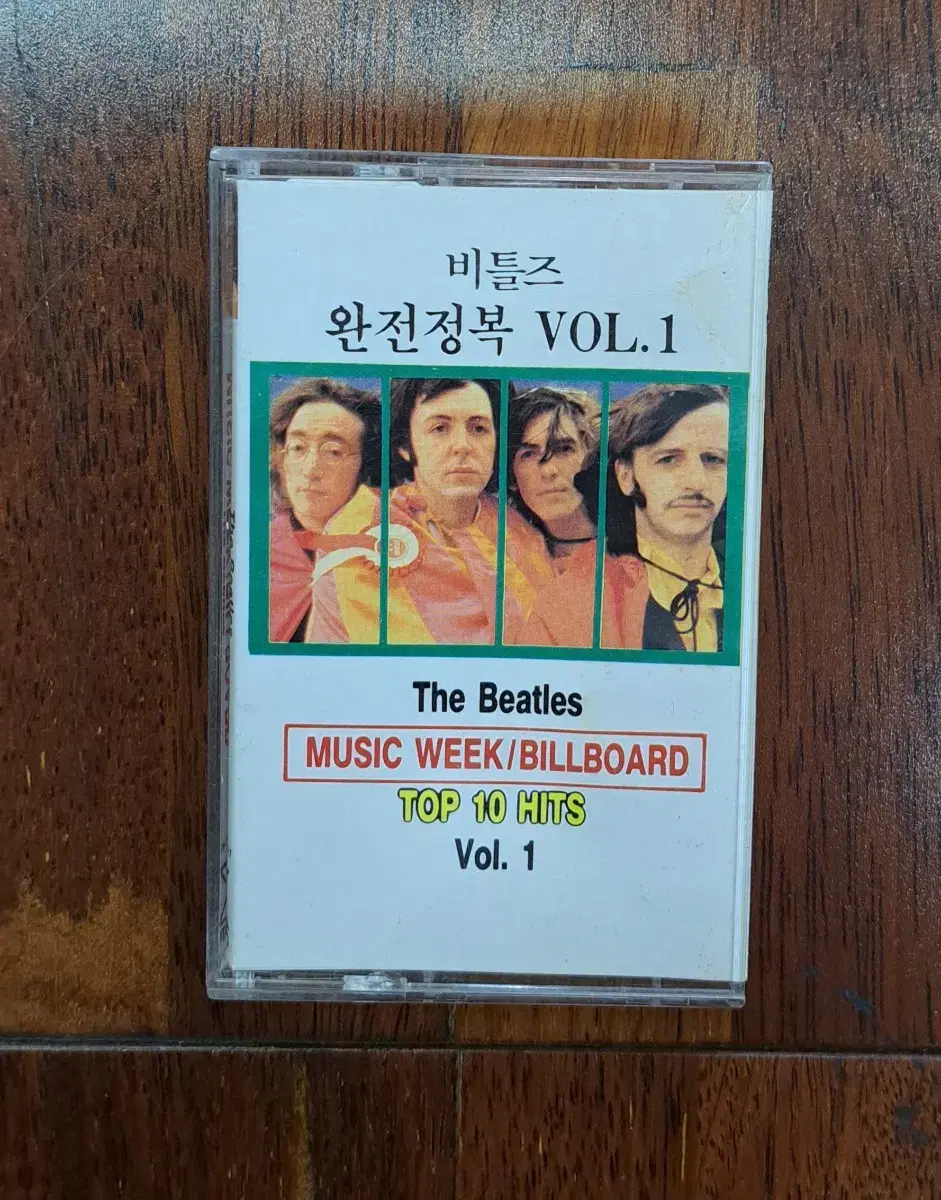 비틀즈
완전정복 VOL.1
The Beatles
MUSIC WEEK/BILLBOARD
TOP 10 HITS
Vol. 1